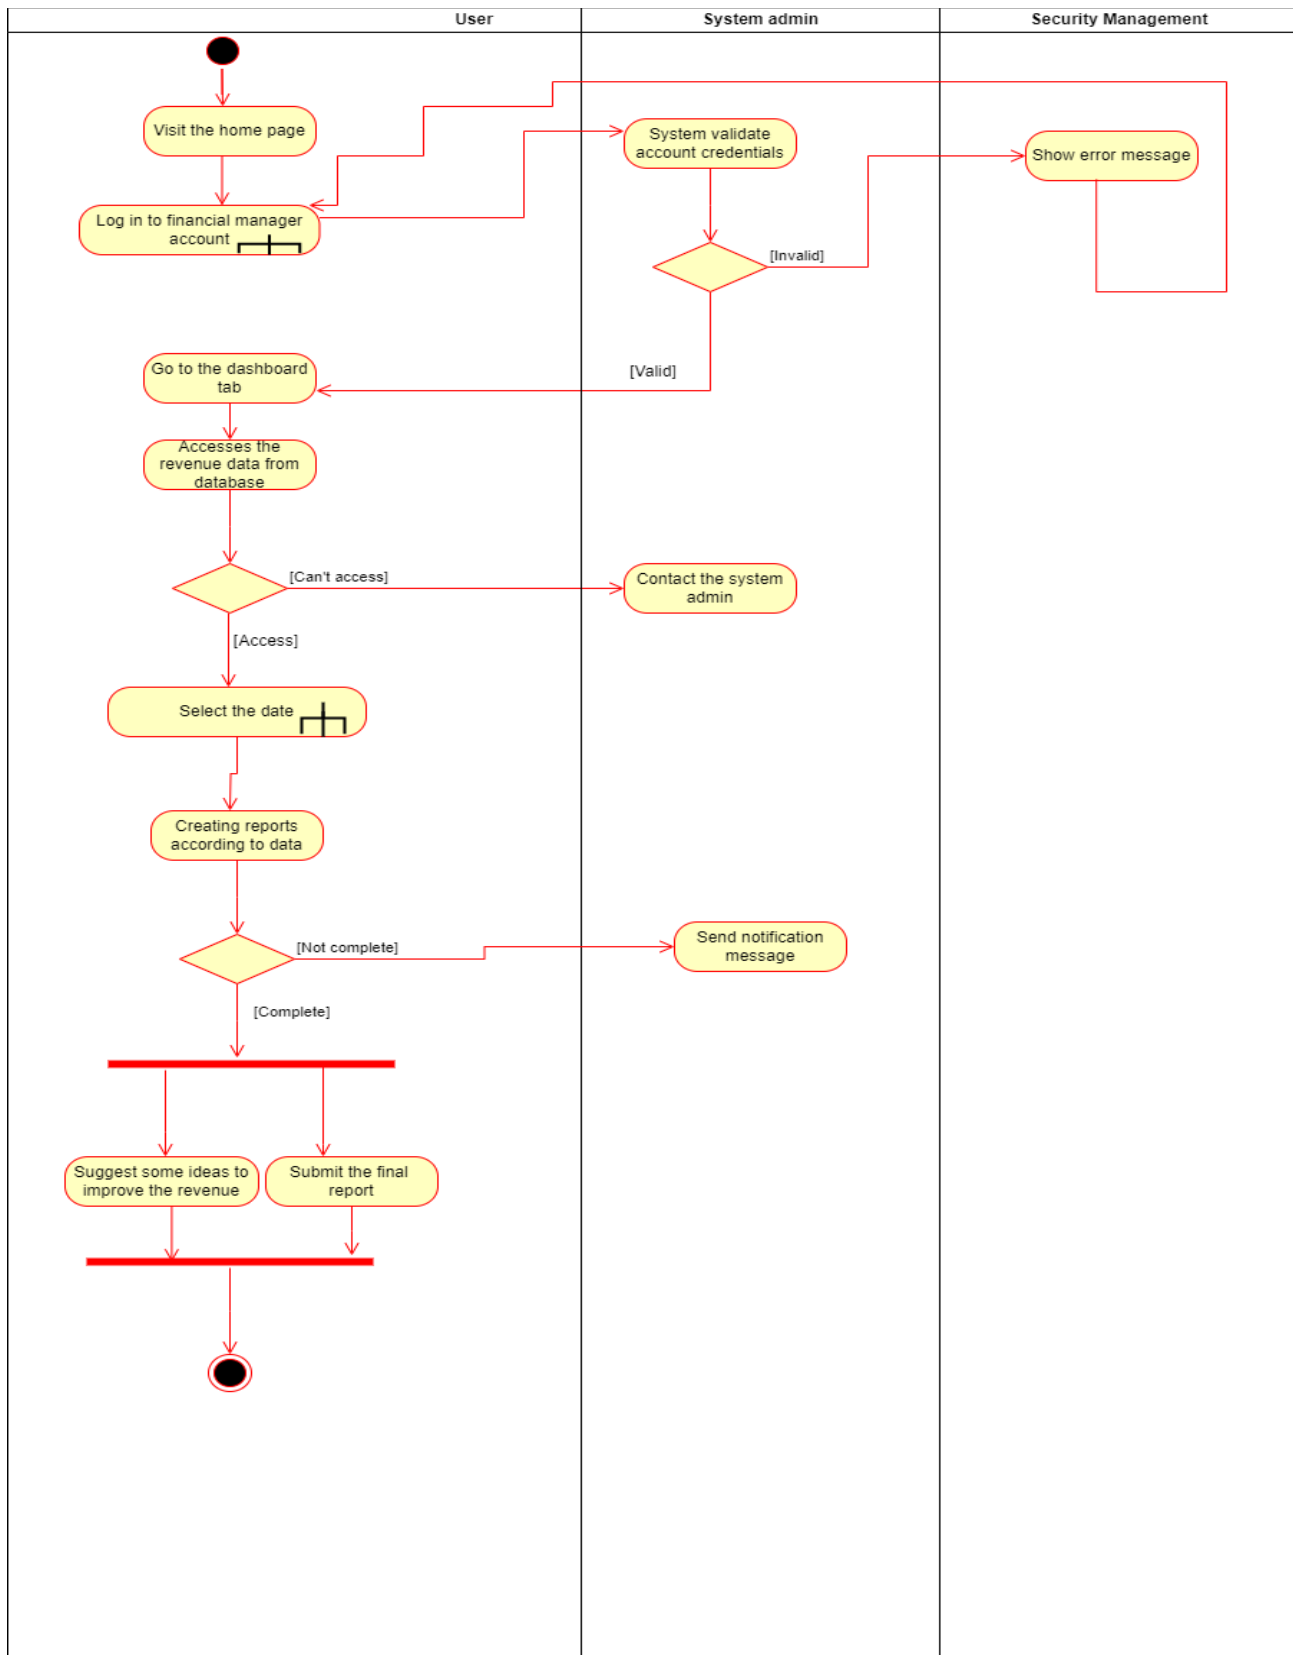 User
System admin
Security Management
Visit the home page
System validate
account credentials
Show error message
Log in to financial manager
account
[Invalid]
Go to the dashboard
tab
[Valid]
Accesses the
revenue data from
database
[Can't access]
Contact the system
admin
[Access]
Select the date
Creating reports
according to data
[Not complete]
Send notification
message
[Complete]
Suggest some ideas to
improve the revenue
Submit the final
report